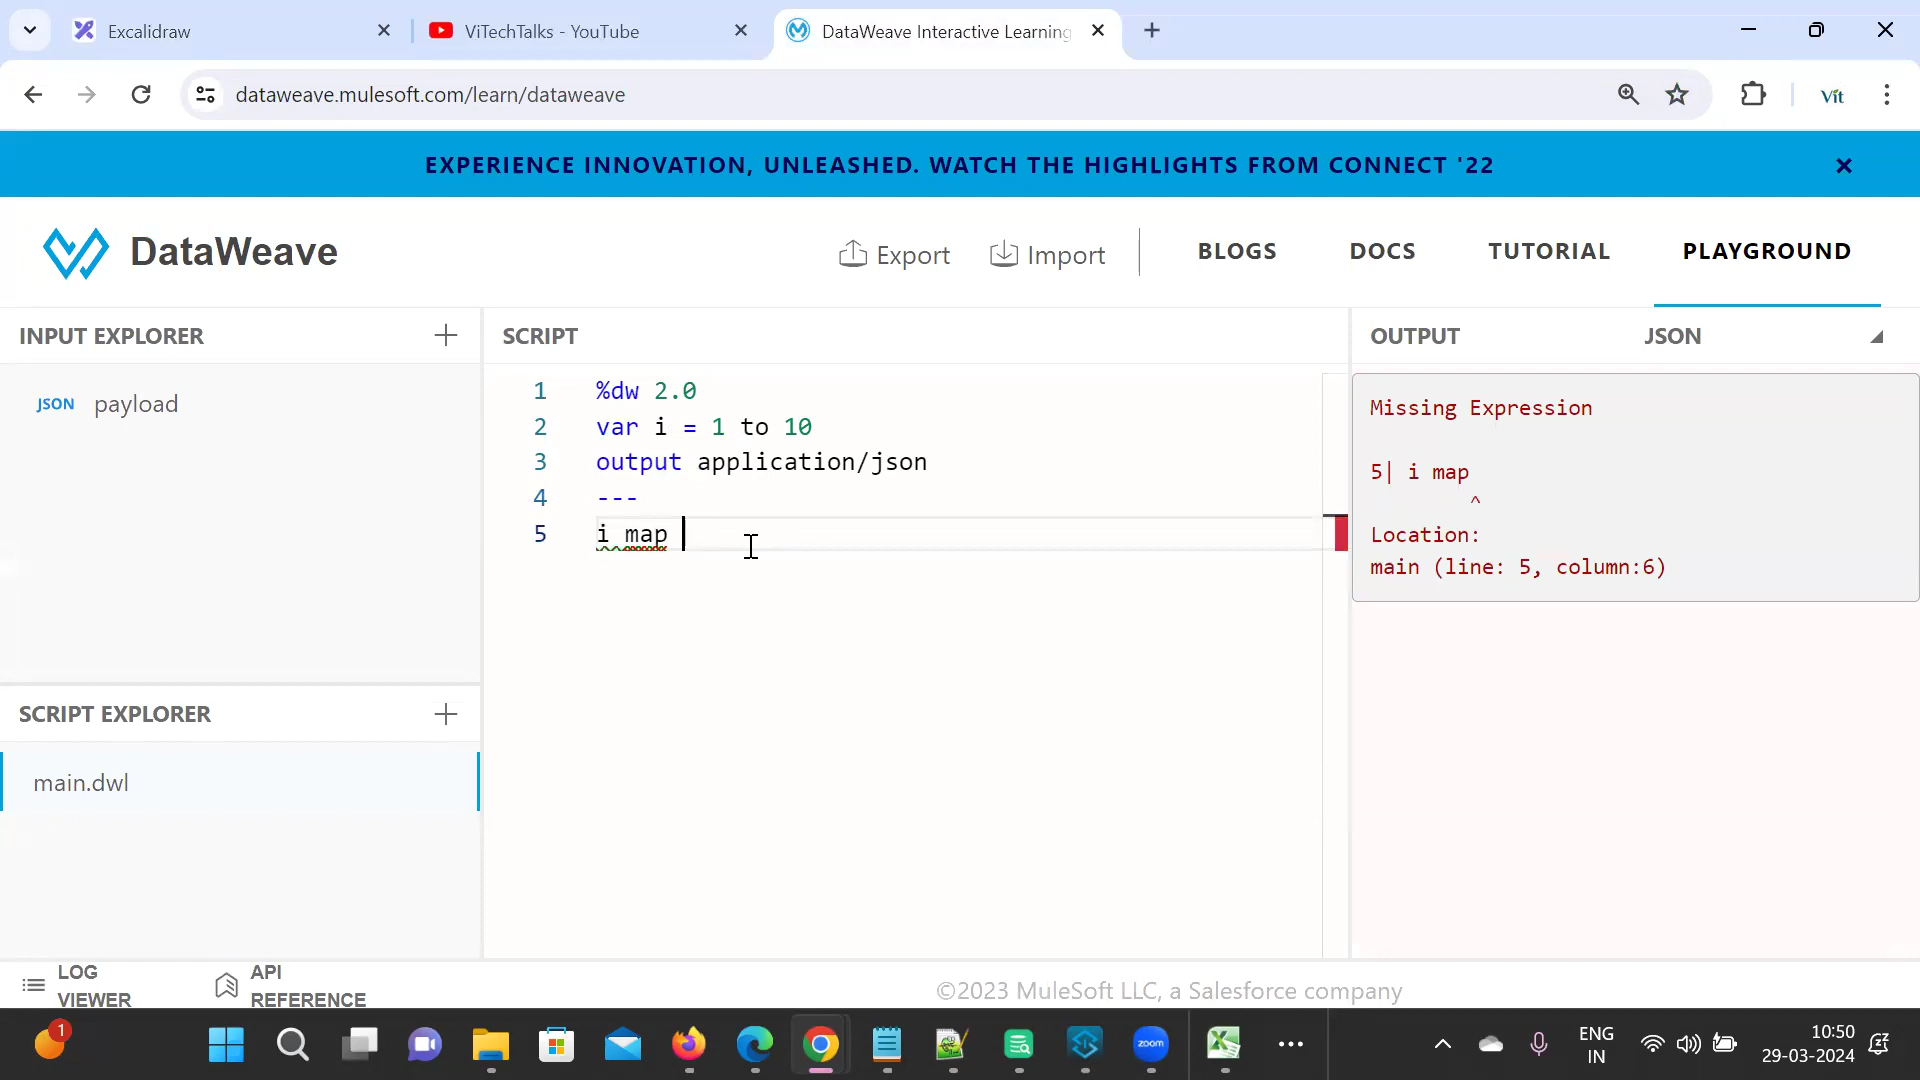 Excalidraw
ViTechTalks - YouTube
DataWeave Interactive Learning
dataweave.mulesoft.com/learn/dataweave
Vit
EXPERIENCE INNOVATION, UNLEASHED. WATCH THE HIGHLIGHTS FROM CONNECT '22
DataWeave
Export
Import
BLOGS
DOCS
TUTORIAL
PLAYGROUND
INPUT EXPLORER
JSON payload
SCRIPT EXPLORER
main.dwl
SCRIPT
1 %dw 2.0
2 var i = 1 to 10
3 output application/json
4 ---
5 i map
OUTPUT
JSON
Missing Expression
5| i map
^
Location:
main (line: 5, column:6)
LOG
VIEWER
API
REFERENCE
©2023 MuleSoft LLC, a Salesforce company
1
zoom
ENG
IN
10:50
29-03-2024